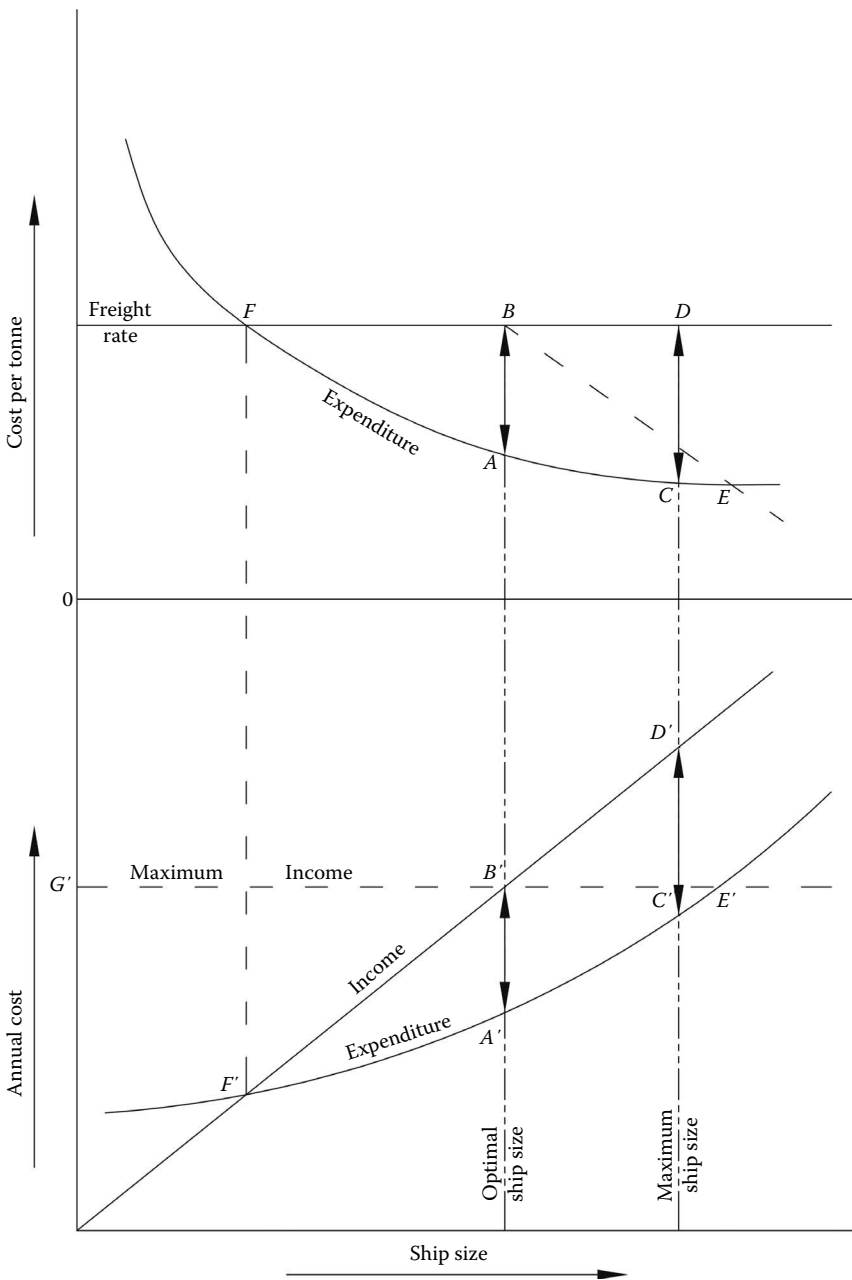 Cost per tonne
Freight
rate
F
B
D
Expenditure
A
C
E
0
Annual cost
D′
G′
Maximum
Income
B′
C′
E′
Income
Expenditure
A′
F′
Optimal
ship size
Maximum
ship size
Ship size